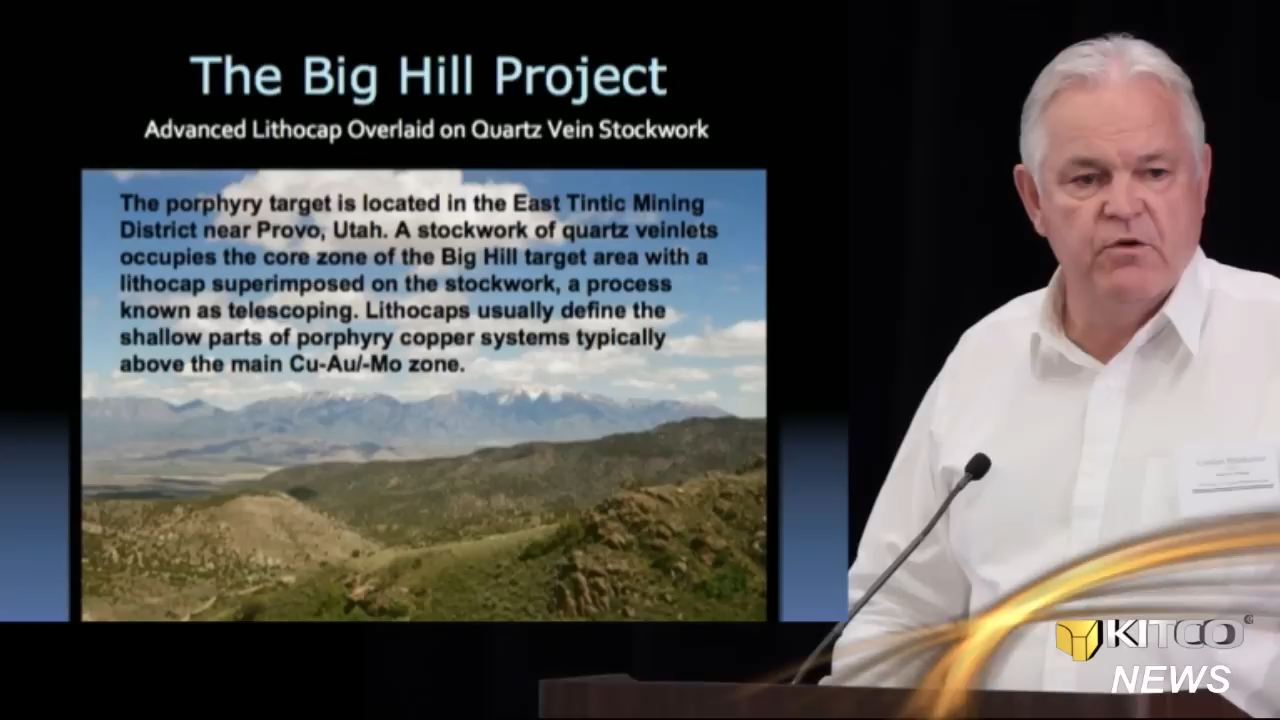 The Big Hill Project
Advanced Lithocap Overlaid on Quartz Vein Stockwork
The porphyry target is located in the East Tintic Mining
District near Provo, Utah. A stockwork of quartz veinlets
occupies the core zone of the Big Hill target area with a
lithocap superimposed on the stockwork, a process
known as telescoping. Lithocaps usually define the
shallow parts of porphyry copper systems typically
above the main Cu-Au/-Mo zone.
KITCO
NEWS